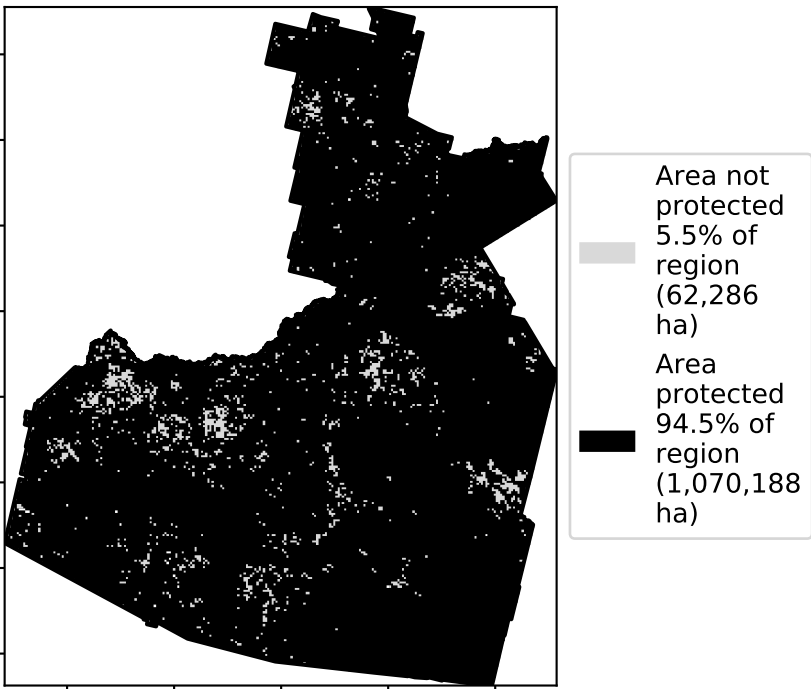 Area not
protected
5.5% of
region
(62,286
ha)
Area
protected
94.5% of
region
(1,070,188
ha)